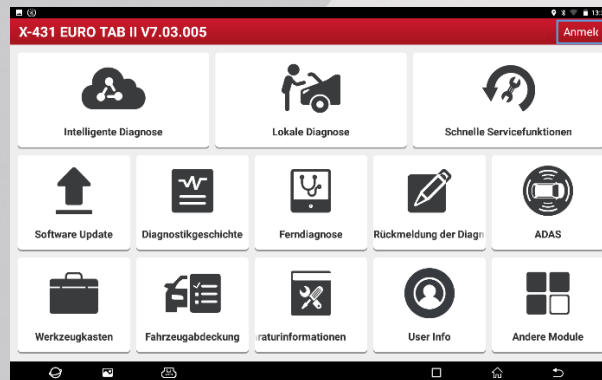 13:
X-431 EURO TAB II V7.03.005
Anmel
Intelligente Diagnose
Lokale Diagnose
Schnelle Servicefunktionen
Software Update
Diagnostikgeschichte
Ferndiagnose
Rückmeldung der Diagn
ADAS
Werkzeugkasten
Fahrzeugabdeckung
raturinformationen
User Info
Andere Module